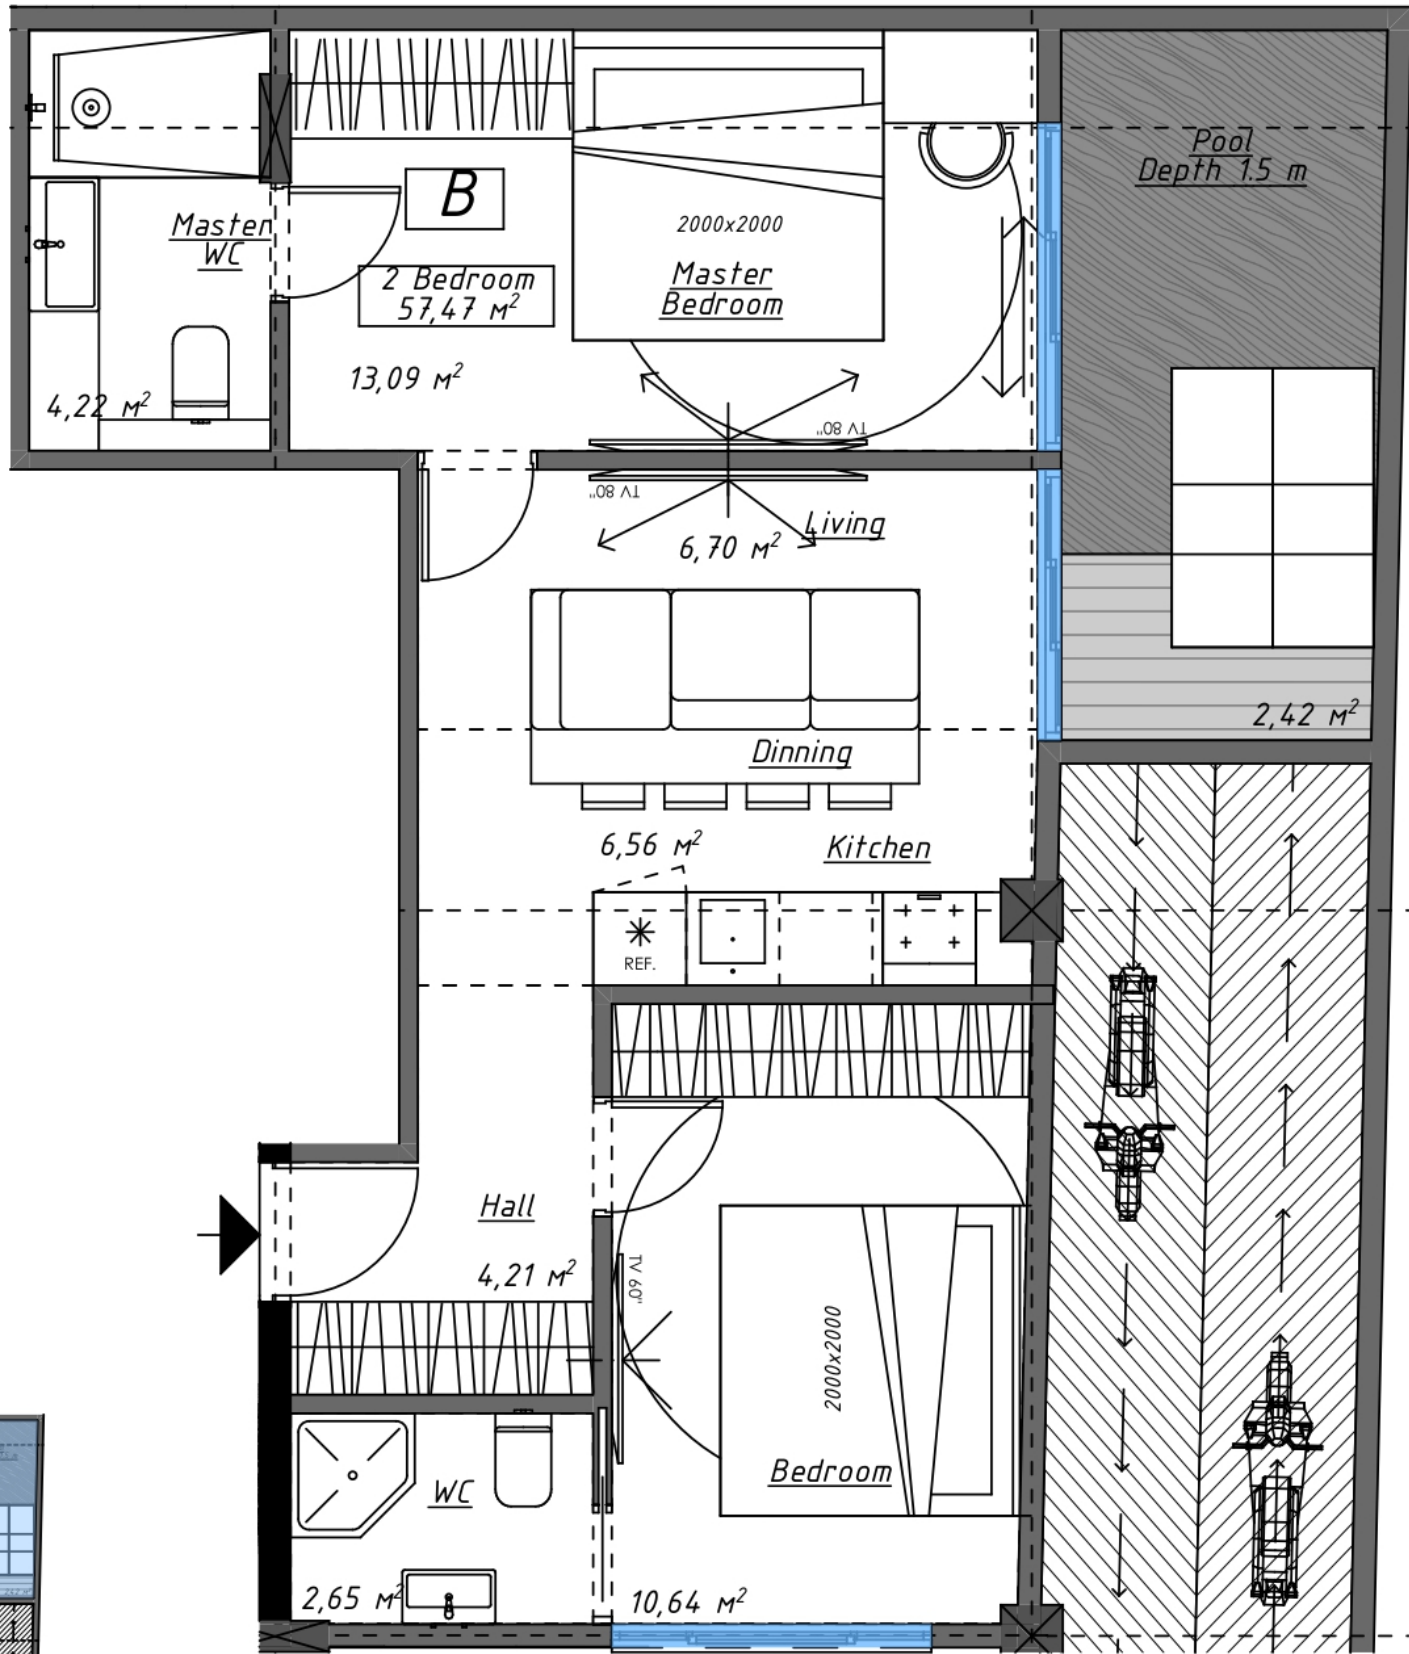 Pool
Depth 1.5 m
B
Master
WC
2000x2000
2 Bedroom
57,47 м²
Master
Bedroom
13,09 м²
4,22 м²
TV 80"
TV 80"
Living
6,70 м²
2,42 м²
Dinning
6,56 м²
Kitchen
REF.
Hall
4,21 м²
TV 60"
2000x2000
Bedroom
WC
2,65 м²
10,64 м²